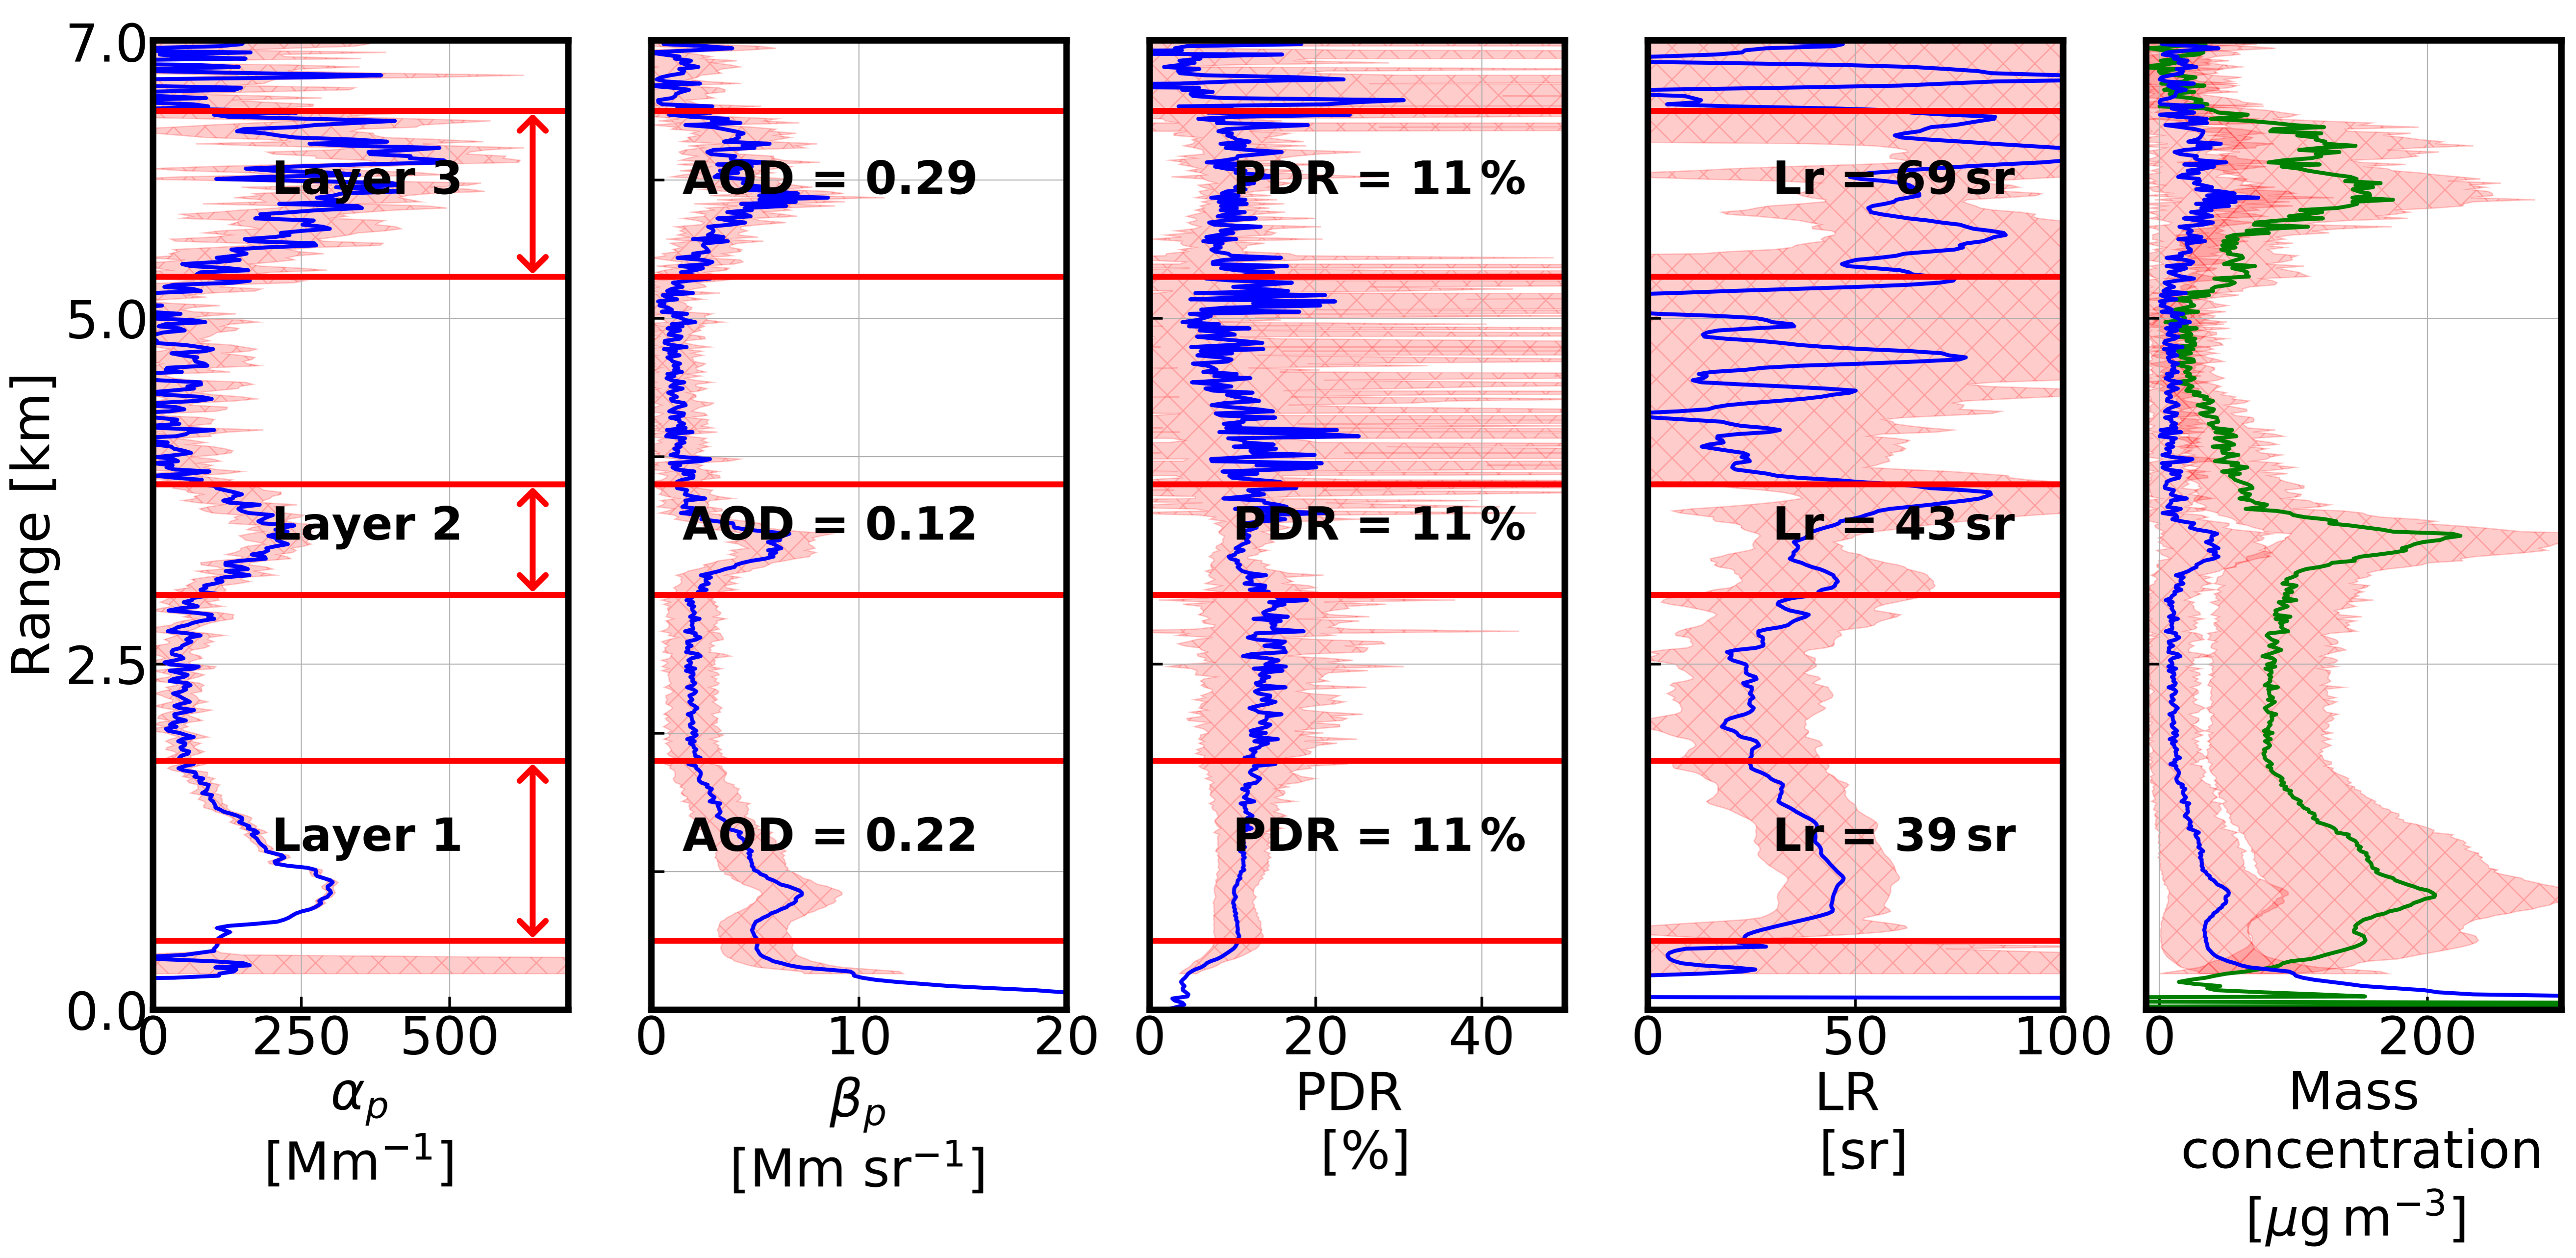 7.0
5.0
2.5
0.0
Range [km]
Layer 3
AOD = 0.29
PDR = 11 %
Lr = 69 sr
Layer 2
AOD = 0.12
PDR = 11 %
Lr = 43 sr
Layer 1
AOD = 0.22
PDR = 11 %
Lr = 39 sr
0 250 500
0 10 20
0 20 40
0 50 100
0 200
αₚ
[Mm⁻¹]
βₚ
[Mm sr⁻¹]
PDR
[%]
LR
[sr]
Mass
concentration
[μg m⁻³]